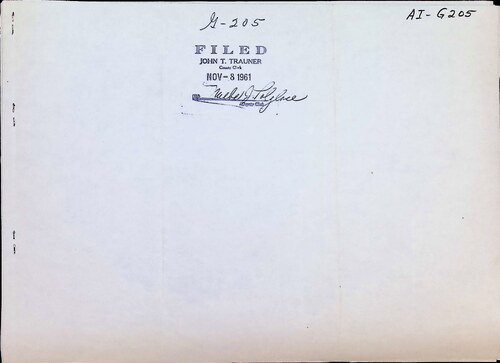 G-205
AI-G205
FILED
JOHN T. TRAUNER
County Clerk
NOV-8 1961
Deputy Clerk